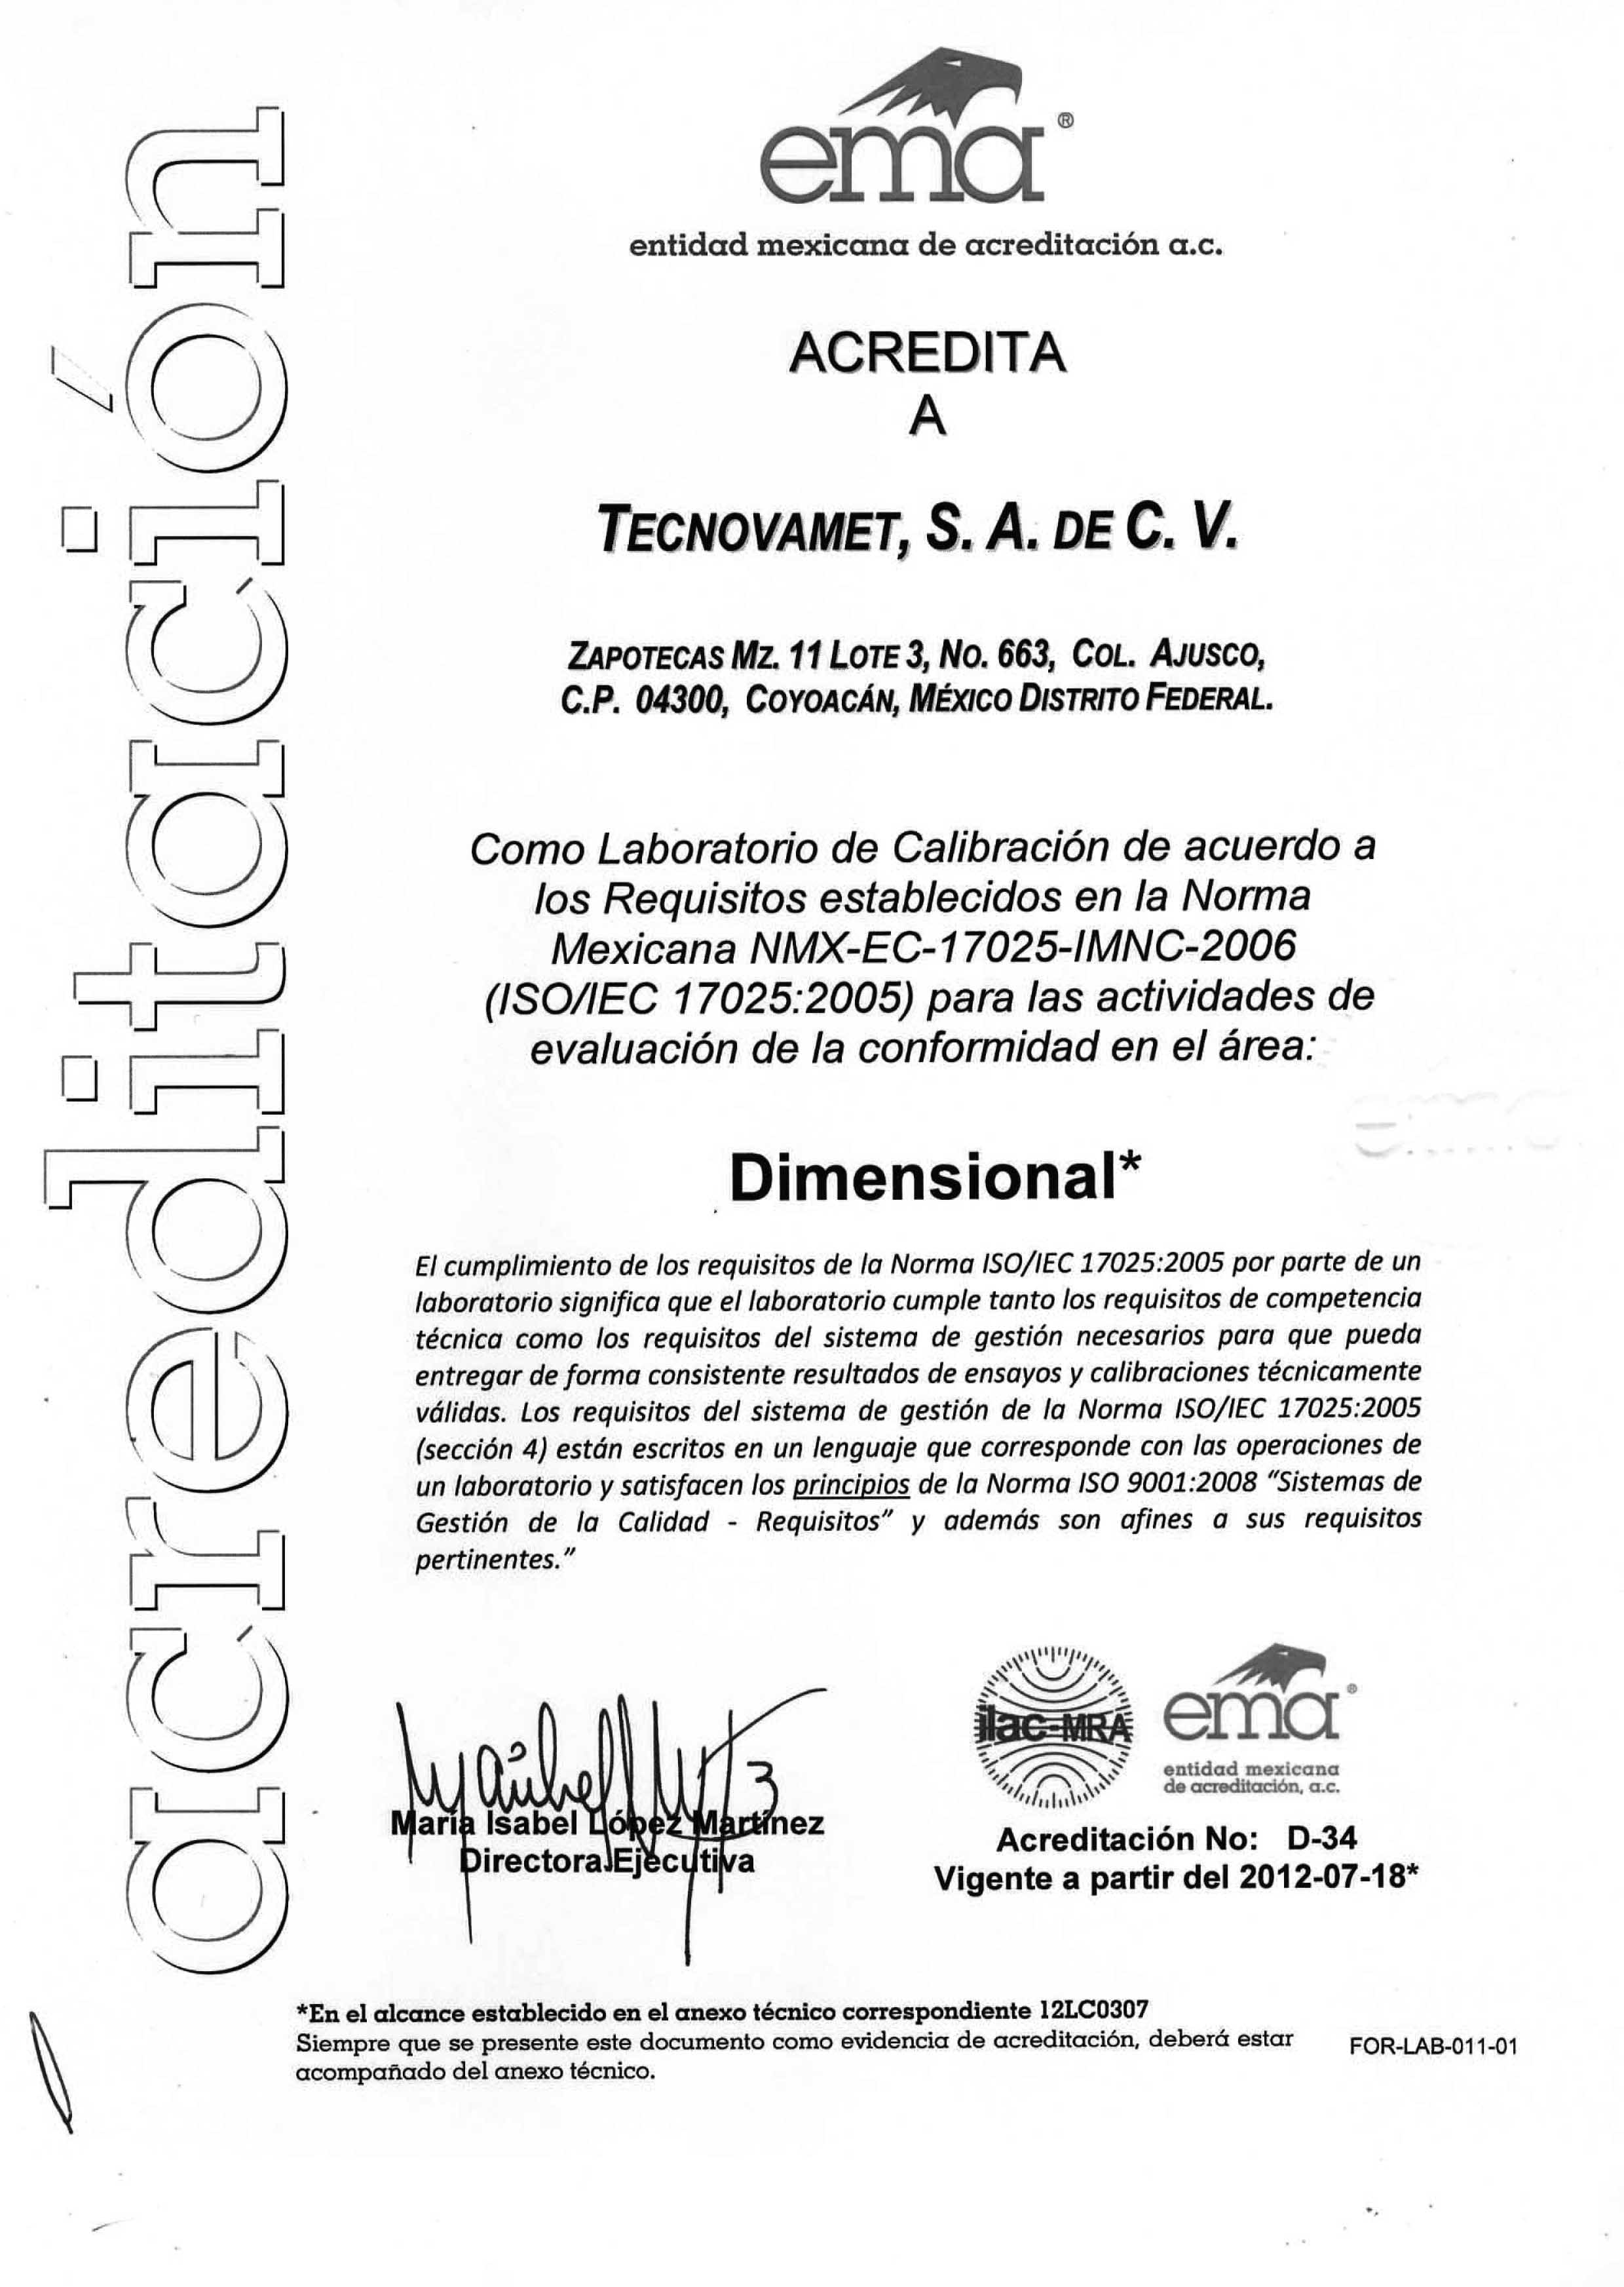 acreditación
ema®
entidad mexicana de acreditación a.c.
ACREDITA
A
TECNOVAMET, S. A. DE C. V.
ZAPOTECAS MZ. 11 LOTE 3, NO. 663, COL. AJUSCO,
C.P. 04300, COYOACÁN, MÉXICO DISTRITO FEDERAL.
Como Laboratorio de Calibración de acuerdo a
los Requisitos establecidos en la Norma
Mexicana NMX-EC-17025-IMNC-2006
(ISO/IEC 17025:2005) para las actividades de
evaluación de la conformidad en el área:
Dimensional*
El cumplimiento de los requisitos de la Norma ISO/IEC 17025:2005 por parte de un
laboratorio significa que el laboratorio cumple tanto los requisitos de competencia
técnica como los requisitos del sistema de gestión necesarios para que pueda
entregar de forma consistente resultados de ensayos y calibraciones técnicamente
válidas. Los requisitos del sistema de gestión de la Norma ISO/IEC 17025:2005
(sección 4) están escritos en un lenguaje que corresponde con las operaciones de
un laboratorio y satisfacen los principios de la Norma ISO 9001:2008 "Sistemas de
Gestión de la Calidad - Requisitos" y además son afines a sus requisitos
pertinentes."
María Isabel López Martínez
Directora Ejecutiva
ilac-MRA
ema®
entidad mexicana
de acreditación, a.c.
Acreditación No: D-34
Vigente a partir del 2012-07-18*
*En el alcance establecido en el anexo técnico correspondiente 12LC0307
Siempre que se presente este documento como evidencia de acreditación, deberá estar
acompañado del anexo técnico.
FOR-LAB-011-01